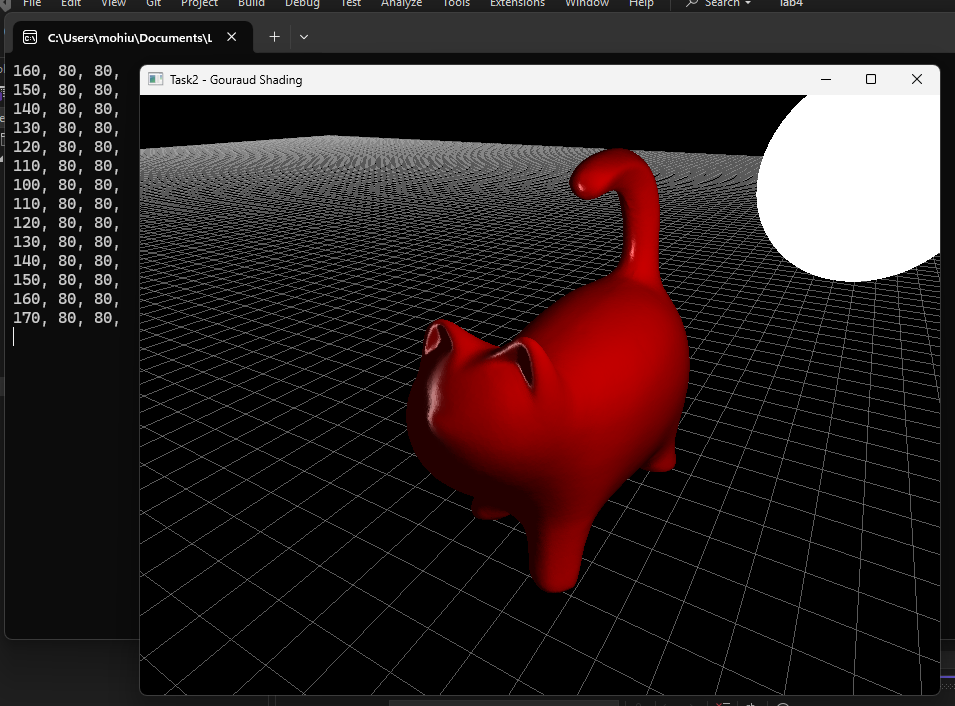 File Edit View Git Project Build Debug Test Analyze Tools Extensions Window Help Search lab4
C:\Users\mohiu\Documents\L
160, 80, 80,
150, 80, 80,
140, 80, 80,
130, 80, 80,
120, 80, 80,
110, 80, 80,
100, 80, 80,
110, 80, 80,
120, 80, 80,
130, 80, 80,
140, 80, 80,
150, 80, 80,
160, 80, 80,
170, 80, 80,
Task2 - Gouraud Shading